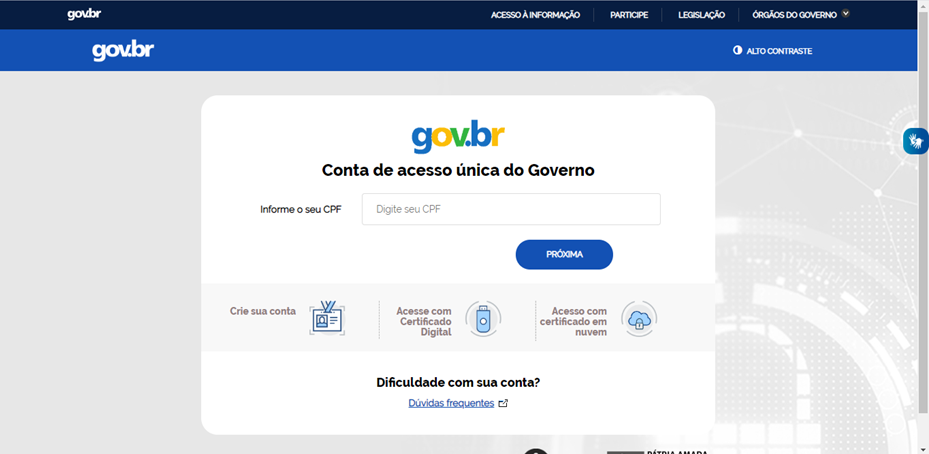 gov.br
ACESSO À INFORMAÇÃO
PARTICIPE
LEGISLAÇÃO
ÓRGÃOS DO GOVERNO
gov.br
ALTO CONTRASTE
gov.br
Conta de acesso única do Governo
Informe o seu CPF
Digite seu CPF
PRÓXIMA
Crie sua conta
Acesse com
Certificado
Digital
Acesso com
certificado em
nuvem
Dificuldade com sua conta?
Dúvidas frequentes
PÁTRIA AMADA